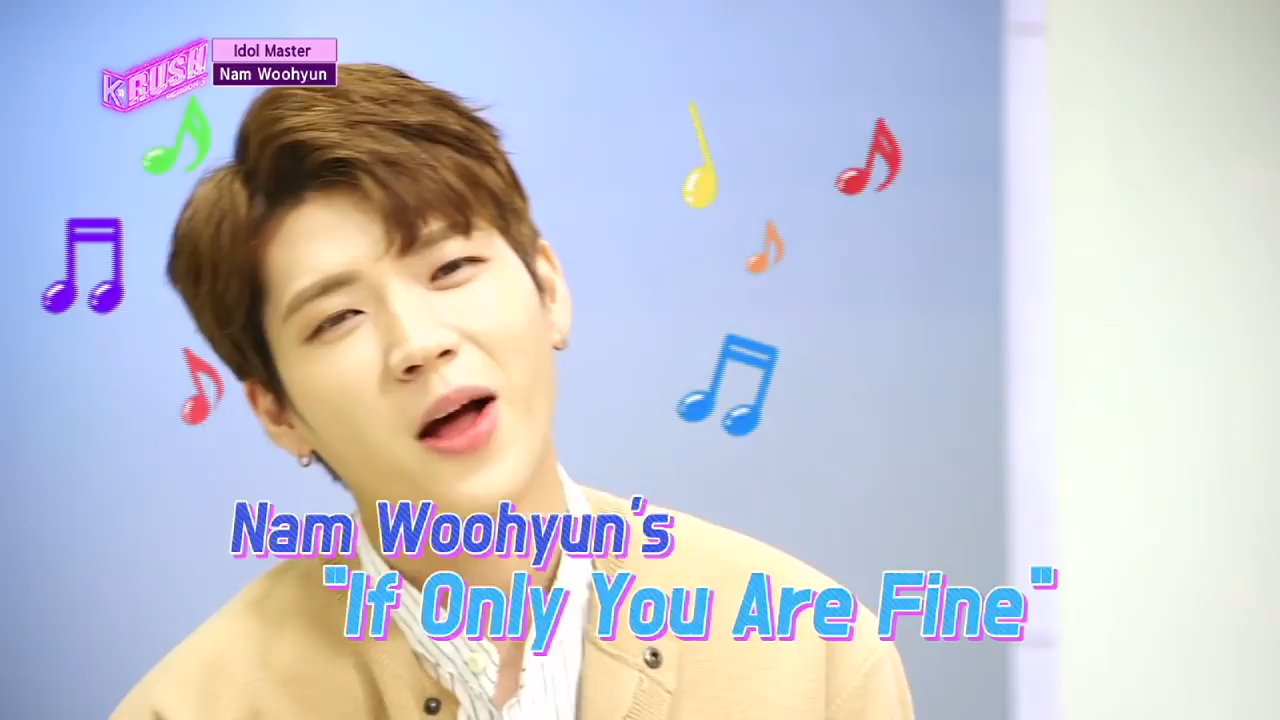 K RUSH
Idol Master
Nam Woohyun
Nam Woohyun's
"If Only You Are Fine"